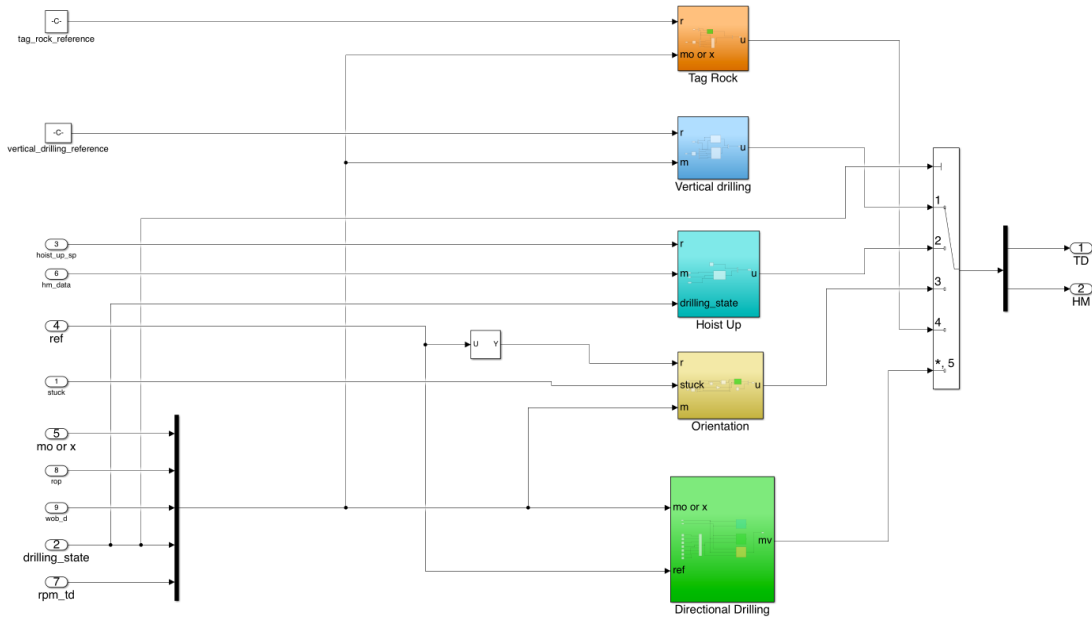 -C-
tag_rock_reference
r
mo or x
u
Tag Rock
-C-
vertical_drilling_reference
r
m
u
Vertical drilling
3
hoist_up_sp
6
hm_data
r
m
drilling_state
u
Hoist Up
4
ref
U Y
1
stuck
r
stuck
m
u
Orientation
5
mo or x
8
rop
9
wob_d
2
drilling_state
7
rpm_td
mo or x
ref
mv
Directional Drilling
1
2
3
4
*, 5
1
TD
2
HM